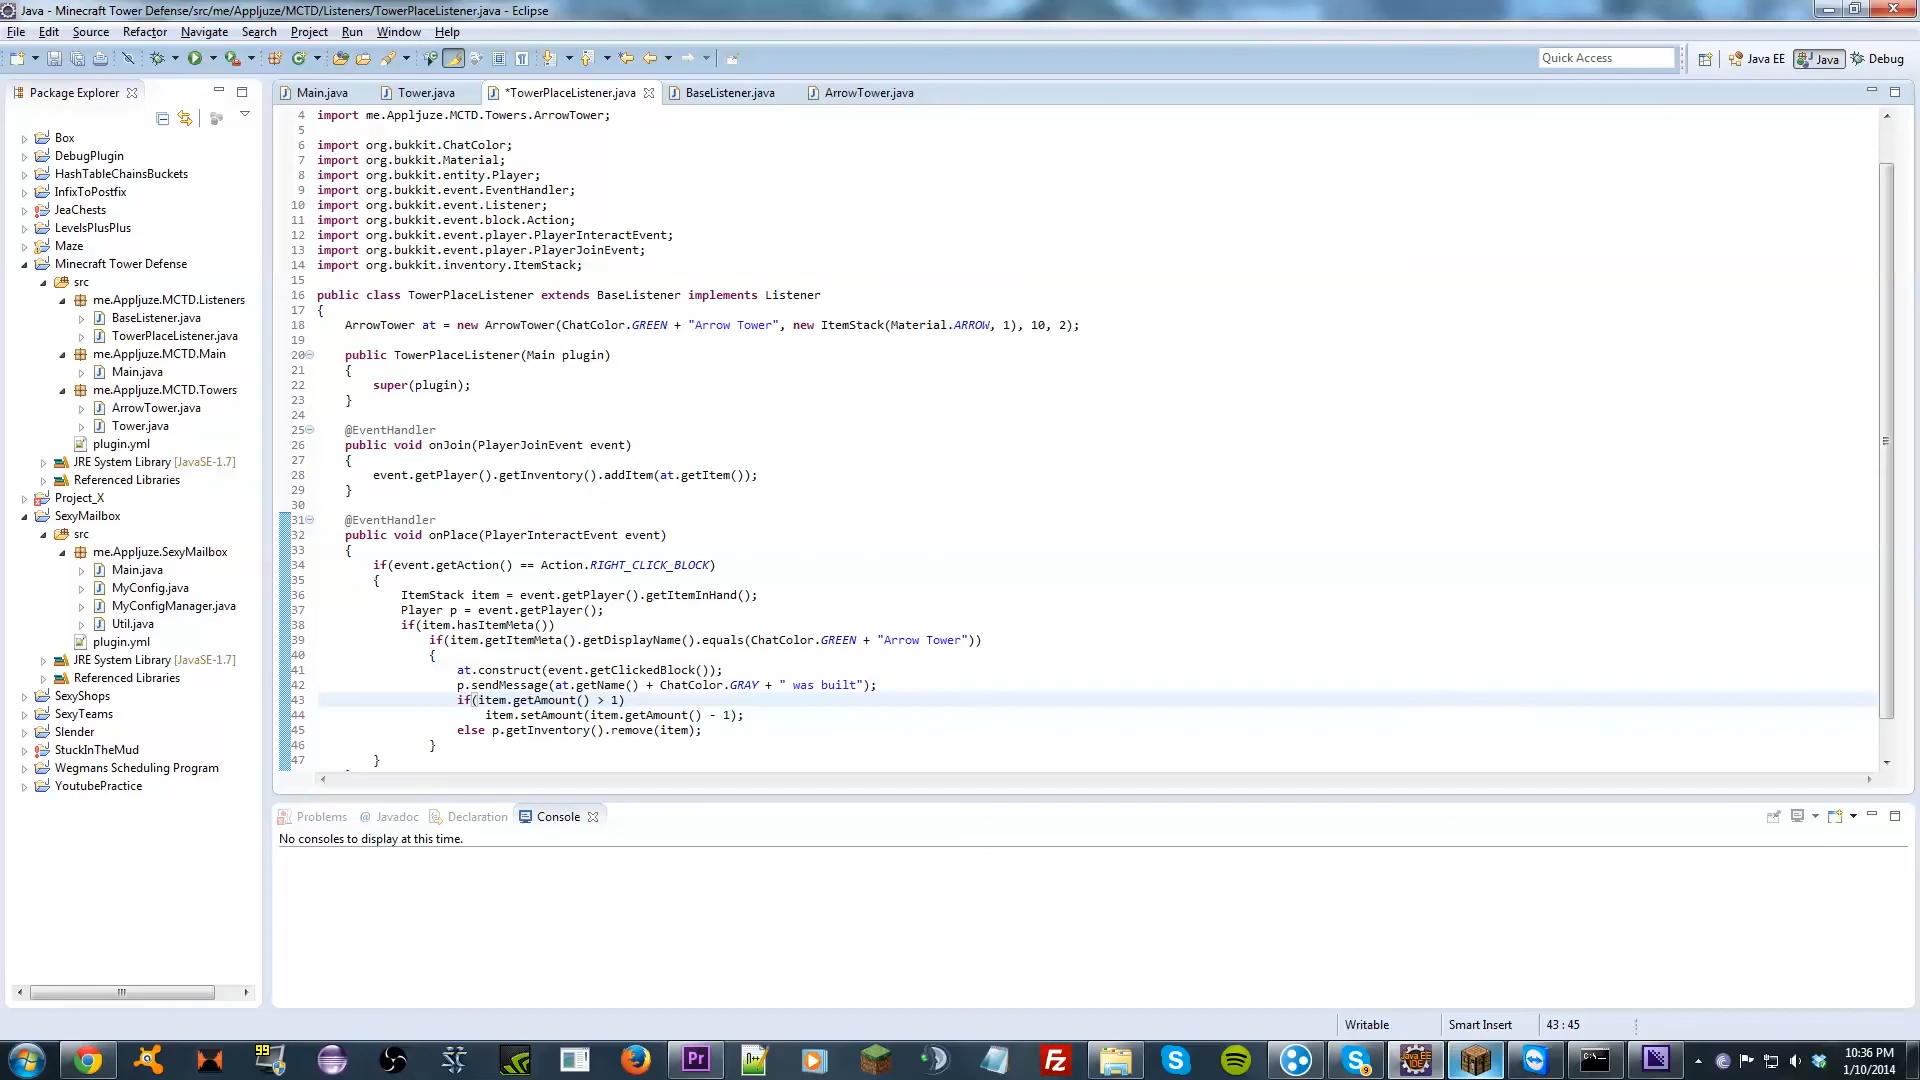 Java - Minecraft Tower Defense/src/me/Appljuze/MCTD/Listeners/TowerPlaceListener.java - Eclipse
File Edit Source Refactor Navigate Search Project Run Window Help
Quick Access
Java EE
Java
Debug
Package Explorer
Box
DebugPlugin
HashTableChainsBuckets
InfixToPostfix
JeaChests
LevelsPlusPlus
Maze
Minecraft Tower Defense
src
me.Appljuze.MCTD.Listeners
BaseListener.java
TowerPlaceListener.java
me.Appljuze.MCTD.Main
Main.java
me.Appljuze.MCTD.Towers
ArrowTower.java
Tower.java
plugin.yml
JRE System Library [JavaSE-1.7]
Referenced Libraries
Project_X
SexyMailbox
src
me.Appljuze.SexyMailbox
Main.java
MyConfig.java
MyConfigManager.java
Util.java
plugin.yml
JRE System Library [JavaSE-1.7]
Referenced Libraries
SexyShops
SexyTeams
Slender
StuckInTheMud
Wegmans Scheduling Program
YoutubePractice
Main.java Tower.java *TowerPlaceListener.java BaseListener.java ArrowTower.java
4 import me.Appljuze.MCTD.Towers.ArrowTower;
5
6 import org.bukkit.ChatColor;
7 import org.bukkit.Material;
8 import org.bukkit.entity.Player;
9 import org.bukkit.event.EventHandler;
10 import org.bukkit.event.Listener;
11 import org.bukkit.event.block.Action;
12 import org.bukkit.event.player.PlayerInteractEvent;
13 import org.bukkit.event.player.PlayerJoinEvent;
14 import org.bukkit.inventory.ItemStack;
15
16 public class TowerPlaceListener extends BaseListener implements Listener
17 {
18 ArrowTower at = new ArrowTower(ChatColor.GREEN + "Arrow Tower", new ItemStack(Material.ARROW, 1), 10, 2);
19
20 public TowerPlaceListener(Main plugin)
21 {
22 super(plugin);
23 }
24
25 @EventHandler
26 public void onJoin(PlayerJoinEvent event)
27 {
28 event.getPlayer().getInventory().addItem(at.getItem());
29 }
30
31 @EventHandler
32 public void onPlace(PlayerInteractEvent event)
33 {
34 if(event.getAction() == Action.RIGHT_CLICK_BLOCK)
35 {
36 ItemStack item = event.getPlayer().getItemInHand();
37 Player p = event.getPlayer();
38 if(item.hasItemMeta())
39 if(item.getItemMeta().getDisplayName().equals(ChatColor.GREEN + "Arrow Tower"))
40 {
41 at.construct(event.getClickedBlock());
42 p.sendMessage(at.getName() + ChatColor.GRAY + " was built");
43 if(item.getAmount() > 1)
44 item.setAmount(item.getAmount() - 1);
45 else p.getInventory().remove(item);
46 }
47 }
Problems @ Javadoc Declaration Console
No consoles to display at this time.
Writable Smart Insert 43 : 45
99
Pr
Fz
9
Java EE
IDE
C:\
10:36 PM
1/10/2014